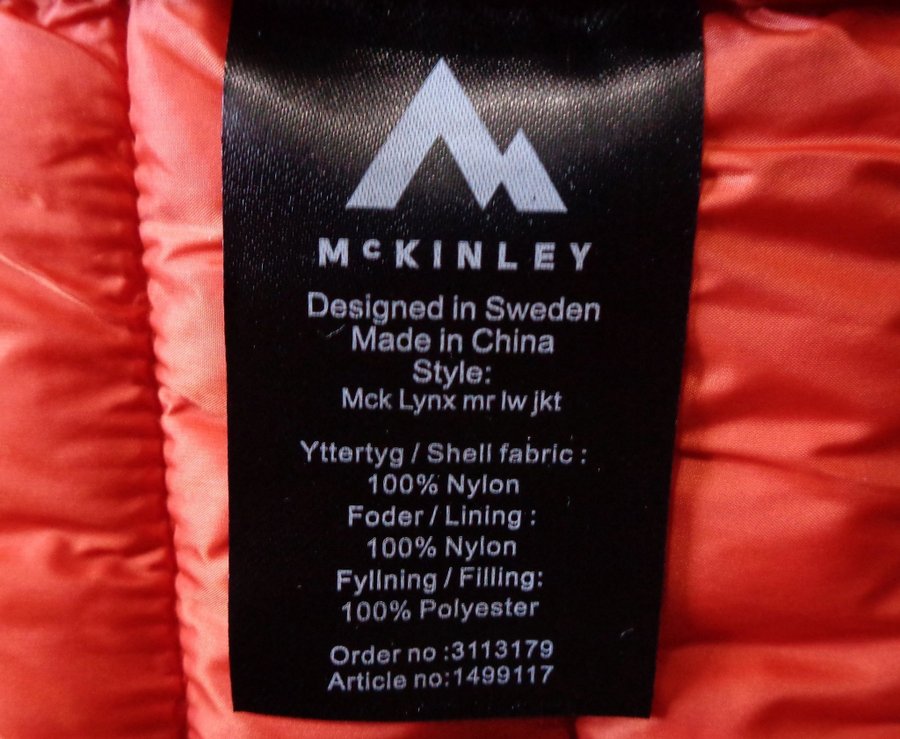 McKINLEY
Designed in Sweden
Made in China
Style:
Mck Lynx mr lw jkt
Yttertyg / Shell fabric :
100% Nylon
Foder / Lining :
100% Nylon
Fyllning / Filling:
100% Polyester
Order no :3113179
Article no:1499117